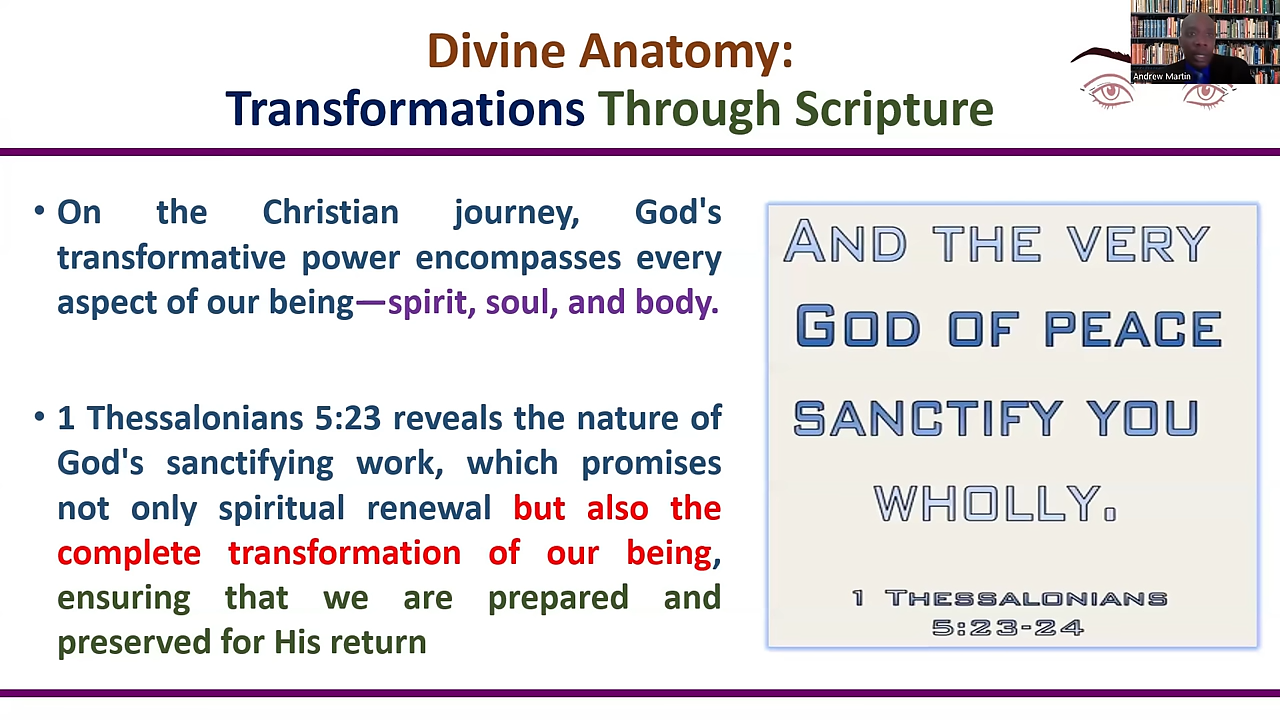 Divine Anatomy:
Transformations Through Scripture
Andrew Martin
• On the Christian journey, God's
transformative power encompasses every
aspect of our being—spirit, soul, and body.
• 1 Thessalonians 5:23 reveals the nature of
God's sanctifying work, which promises
not only spiritual renewal but also the
complete transformation of our being,
ensuring that we are prepared and
preserved for His return
AND THE VERY
GOD OF PEACE
SANCTIFY YOU
WHOLLY.
1 THESSALONIANS
5:23-24